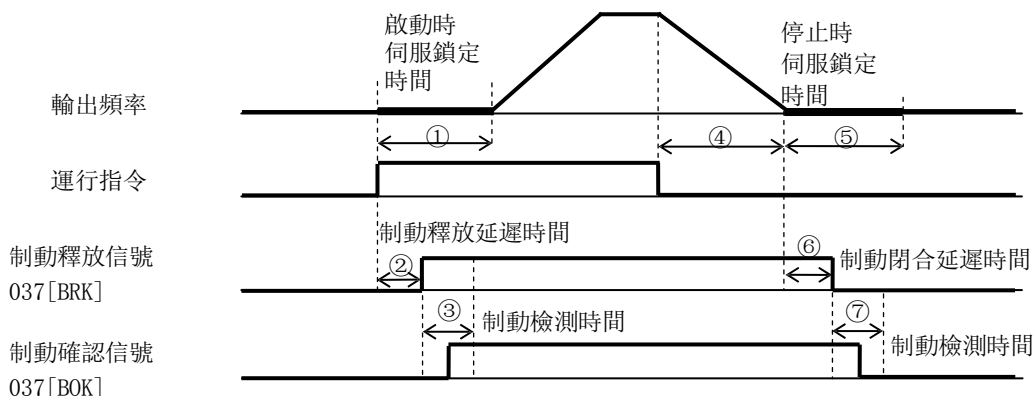 啟動時
伺服鎖定
時間
停止時
伺服鎖定
時間
輸出頻率
①
④
⑤
運行指令
制動釋放延遲時間
制動釋放信號
037[BRK]
②
⑥
制動閉合延遲時間
③
制動檢測時間
⑦
制動檢測時間
制動確認信號
037[BOK]